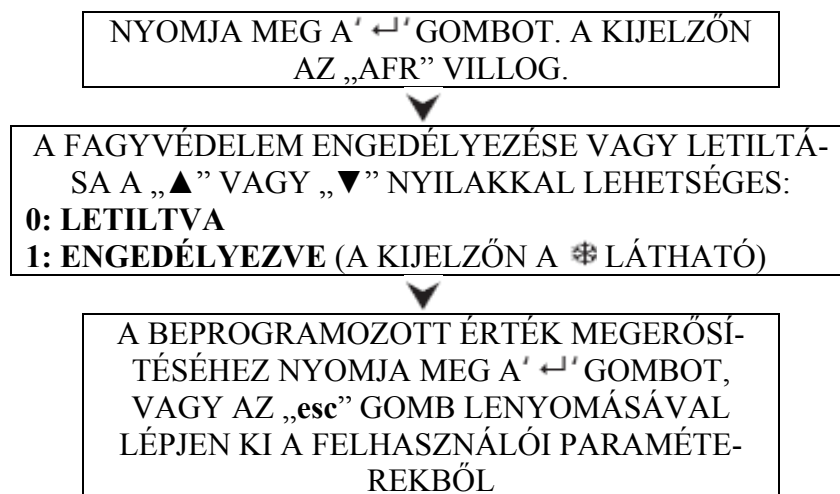 NYOMJA MEG A' ↵ ' GOMBOT. A KIJELZŐN
AZ „AFR” VILLOG.
A FAGYVÉDELEM ENGEDÉLYEZÉSE VAGY LETILTÁ-
SA A „▲” VAGY „▼” NYILAKKAL LEHETSÉGES:
0: LETILTVA
1: ENGEDÉLYEZVE (A KIJELZŐN A ❄ LÁTHATÓ)
A BEPROGRAMOZOTT ÉRTÉK MEGERŐSÍ-
TÉSÉHEZ NYOMJA MEG A' ↵ ' GOMBOT,
VAGY AZ „esc” GOMB LENYOMÁSÁVAL
LÉPJEN KI A FELHASZNÁLÓI PARAMÉTE-
REKBŐL